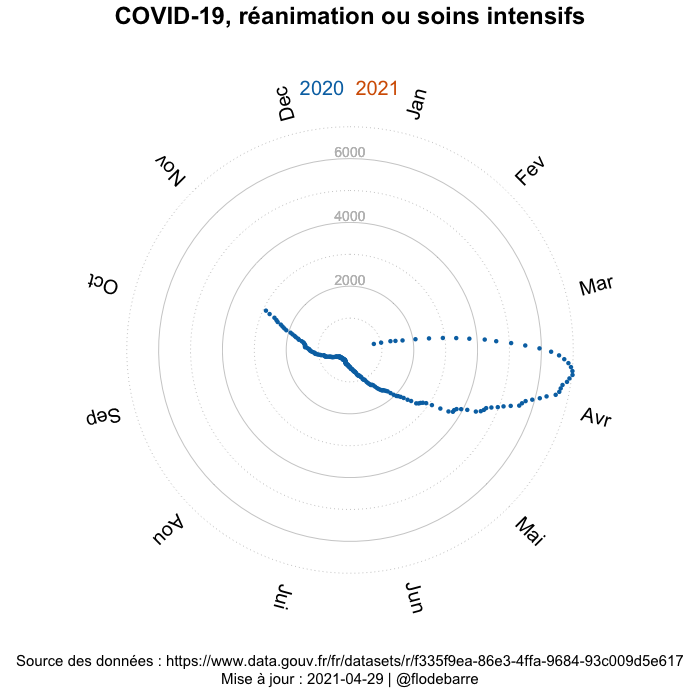 COVID-19, réanimation ou soins intensifs
2020 2021
Jan
Fev
Mar
Avr
Mai
Jun
Jui
Aou
Sep
Oct
Nov
Dec
6000
4000
2000
Source des données : https://www.data.gouv.fr/fr/datasets/r/f335f9ea-86e3-4ffa-9684-93c009d5e617
Mise à jour : 2021-04-29 | @flodebarre